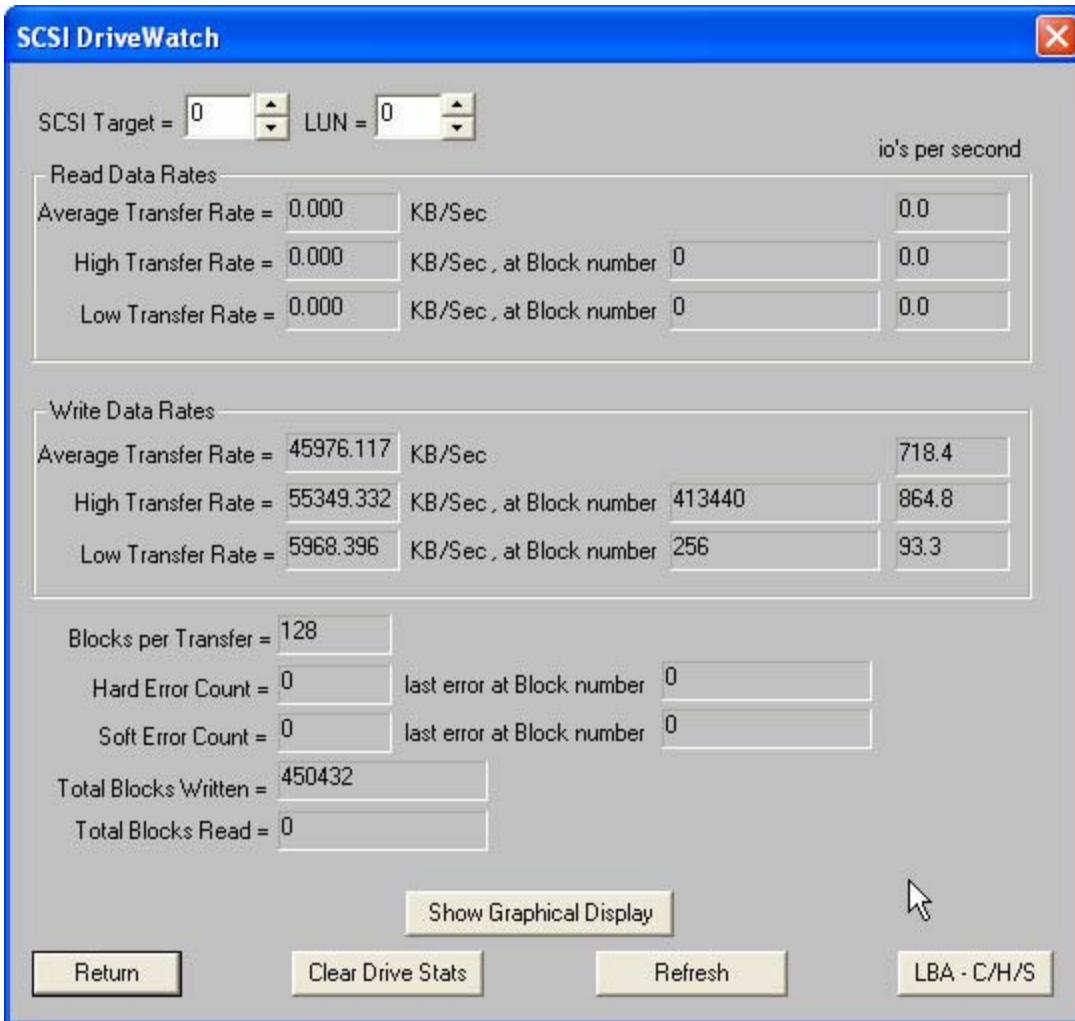 SCSI DriveWatch
SCSI Target = 0 LUN = 0
io's per second
Read Data Rates
Average Transfer Rate = 0.000 KB/Sec 0.0
High Transfer Rate = 0.000 KB/Sec , at Block number 0 0.0
Low Transfer Rate = 0.000 KB/Sec , at Block number 0 0.0
Write Data Rates
Average Transfer Rate = 45976.117 KB/Sec 718.4
High Transfer Rate = 55349.332 KB/Sec , at Block number 413440 864.8
Low Transfer Rate = 5968.396 KB/Sec , at Block number 256 93.3
Blocks per Transfer = 128
Hard Error Count = 0 last error at Block number 0
Soft Error Count = 0 last error at Block number 0
Total Blocks Written = 450432
Total Blocks Read = 0
Show Graphical Display
Return Clear Drive Stats Refresh LBA - C/H/S